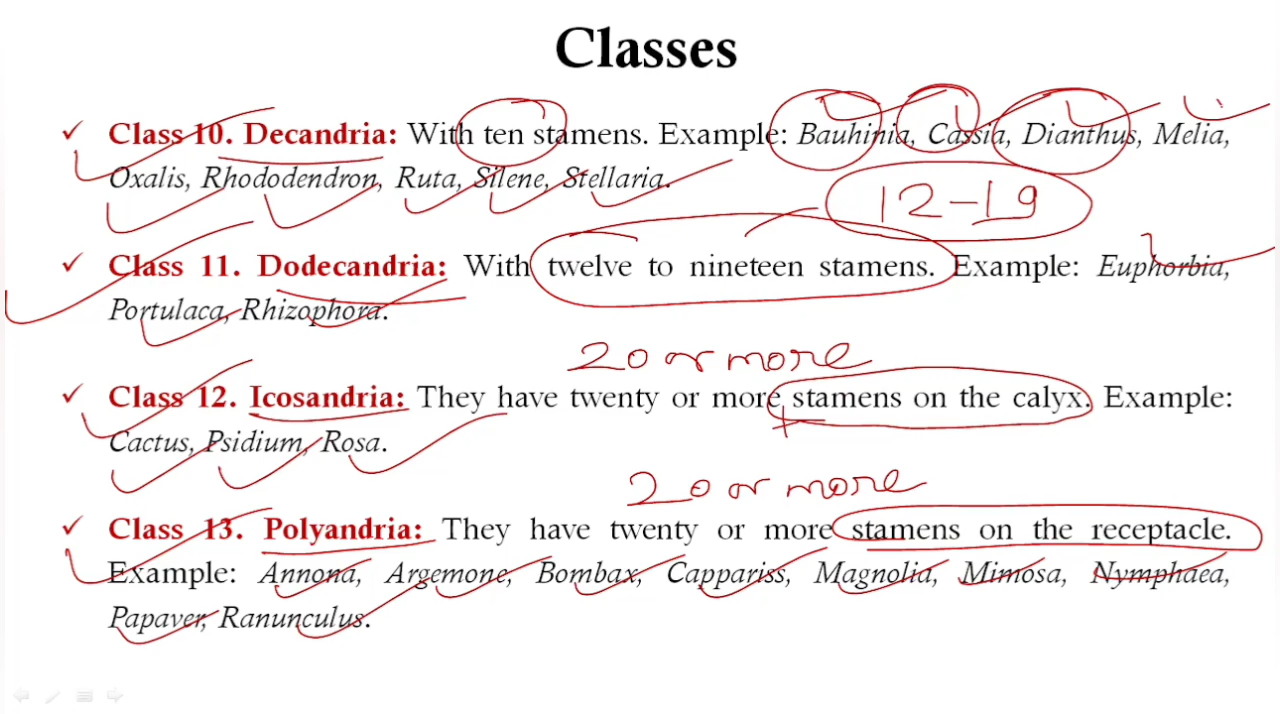 Classes
✓ Class 10. Decandria: With ten stamens. Example: Bauhinia, Cassia, Dianthus, Melia,
Oxalis, Rhododendron, Ruta, Silene, Stellaria.
12-19
✓ Class 11. Dodecandria: With twelve to nineteen stamens. Example: Euphorbia,
Portulaca, Rhizophora.
20 or more
✓ Class 12. Icosandria: They have twenty or more stamens on the calyx. Example:
Cactus, Psidium, Rosa.
20 or more
✓ Class 13. Polyandria: They have twenty or more stamens on the receptacle.
Example: Annona, Argemone, Bombax, Cappariss, Magnolia, Mimosa, Nymphaea,
Papaver, Ranunculus.